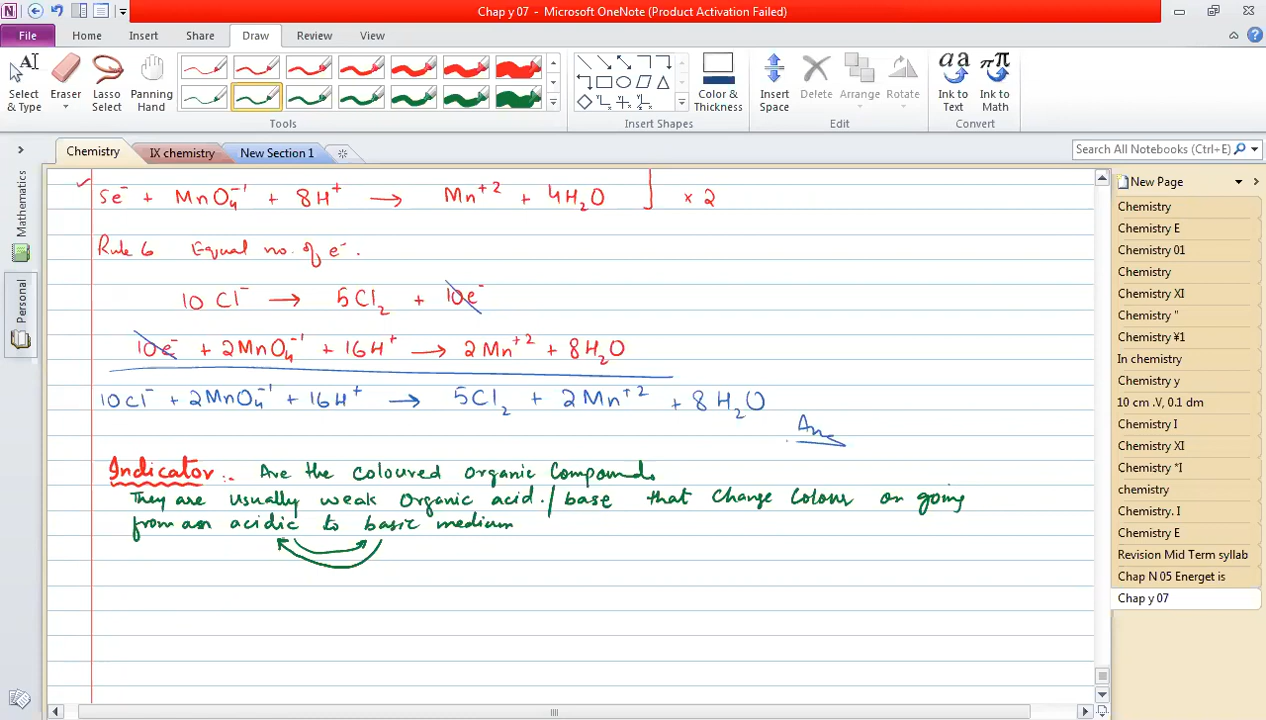 Chap y 07 - Microsoft OneNote (Product Activation Failed)
File Home Insert Share Draw Review View
Select & Type
Eraser
Lasso Select
Panning Hand
Color & Thickness
Insert Space
Delete
Arrange
Rotate
Ink to Text
Ink to Math
Tools
Insert Shapes
Edit
Convert
Chemistry IX chemistry New Section 1
Search All Notebooks (Ctrl+E)
Mathematics
Personal
5e⁻ + MnO₄⁻¹ + 8H⁺ → Mn⁺² + 4H₂O ] × 2
Rule 6 Equal no. of e⁻.
10 Cl⁻ → 5Cl₂ + 10e⁻
10e⁻ + 2MnO₄⁻¹ + 16H⁺ → 2Mn⁺² + 8H₂O
10Cl⁻ + 2MnO₄⁻¹ + 16H⁺ → 5Cl₂ + 2Mn⁺² + 8H₂O
Ans
Indicator:. Are the coloured organic Compounds.
They are usually weak Organic acid./base that change Colour on going
from an acidic to basic medium
New Page
Chemistry
Chemistry E
Chemistry 01
Chemistry
Chemistry XI
Chemistry "
Chemistry ¥1
In chemistry
Chemistry y
10 cm .V, 0.1 dm
Chemistry I
Chemistry XI
Chemistry *I
chemistry
Chemistry. I
Chemistry E
Revision Mid Term syllab
Chap N 05 Energet is
Chap y 07